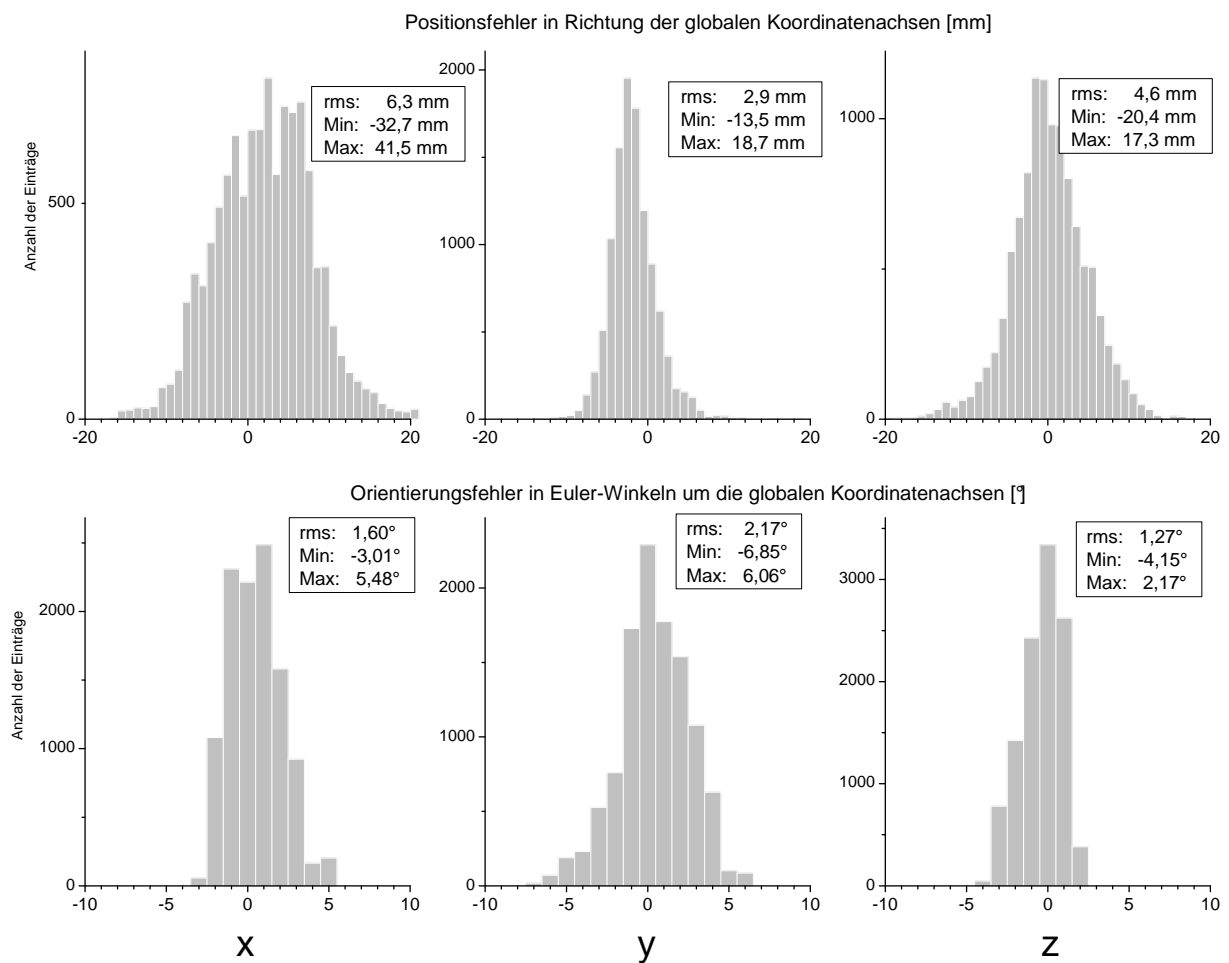 Positionsfehler in Richtung der globalen Koordinatenachsen [mm]
Anzahl der Einträge
500
0
-20
0
20
rms: 6,3 mm
Min: -32,7 mm
Max: 41,5 mm
2000
1000
0
-20
0
20
rms: 2,9 mm
Min: -13,5 mm
Max: 18,7 mm
1000
0
-20
0
20
rms: 4,6 mm
Min: -20,4 mm
Max: 17,3 mm
Orientierungsfehler in Euler-Winkeln um die globalen Koordinatenachsen [°]
Anzahl der Einträge
2000
1000
0
-10
-5
0
5
10
rms: 1,60°
Min: -3,01°
Max: 5,48°
x
2000
1000
0
-10
-5
0
5
10
rms: 2,17°
Min: -6,85°
Max: 6,06°
y
3000
2000
1000
0
-10
-5
0
5
10
rms: 1,27°
Min: -4,15°
Max: 2,17°
z